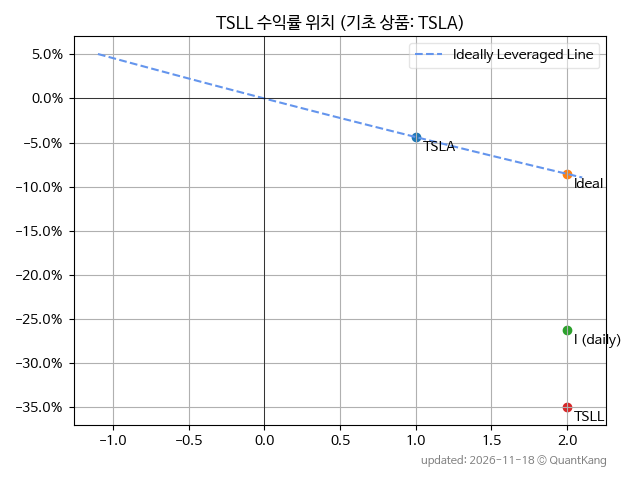 TSLL 수익률 위치 (기초 상품: TSLA)
Ideally Leveraged Line
5.0%
0.0%
−5.0%
−10.0%
−15.0%
−20.0%
−25.0%
−30.0%
−35.0%
TSLA
Ideal
I (daily)
TSLL
−1.0
−0.5
0.0
0.5
1.0
1.5
2.0
updated: 2026-11-18 © QuantKang